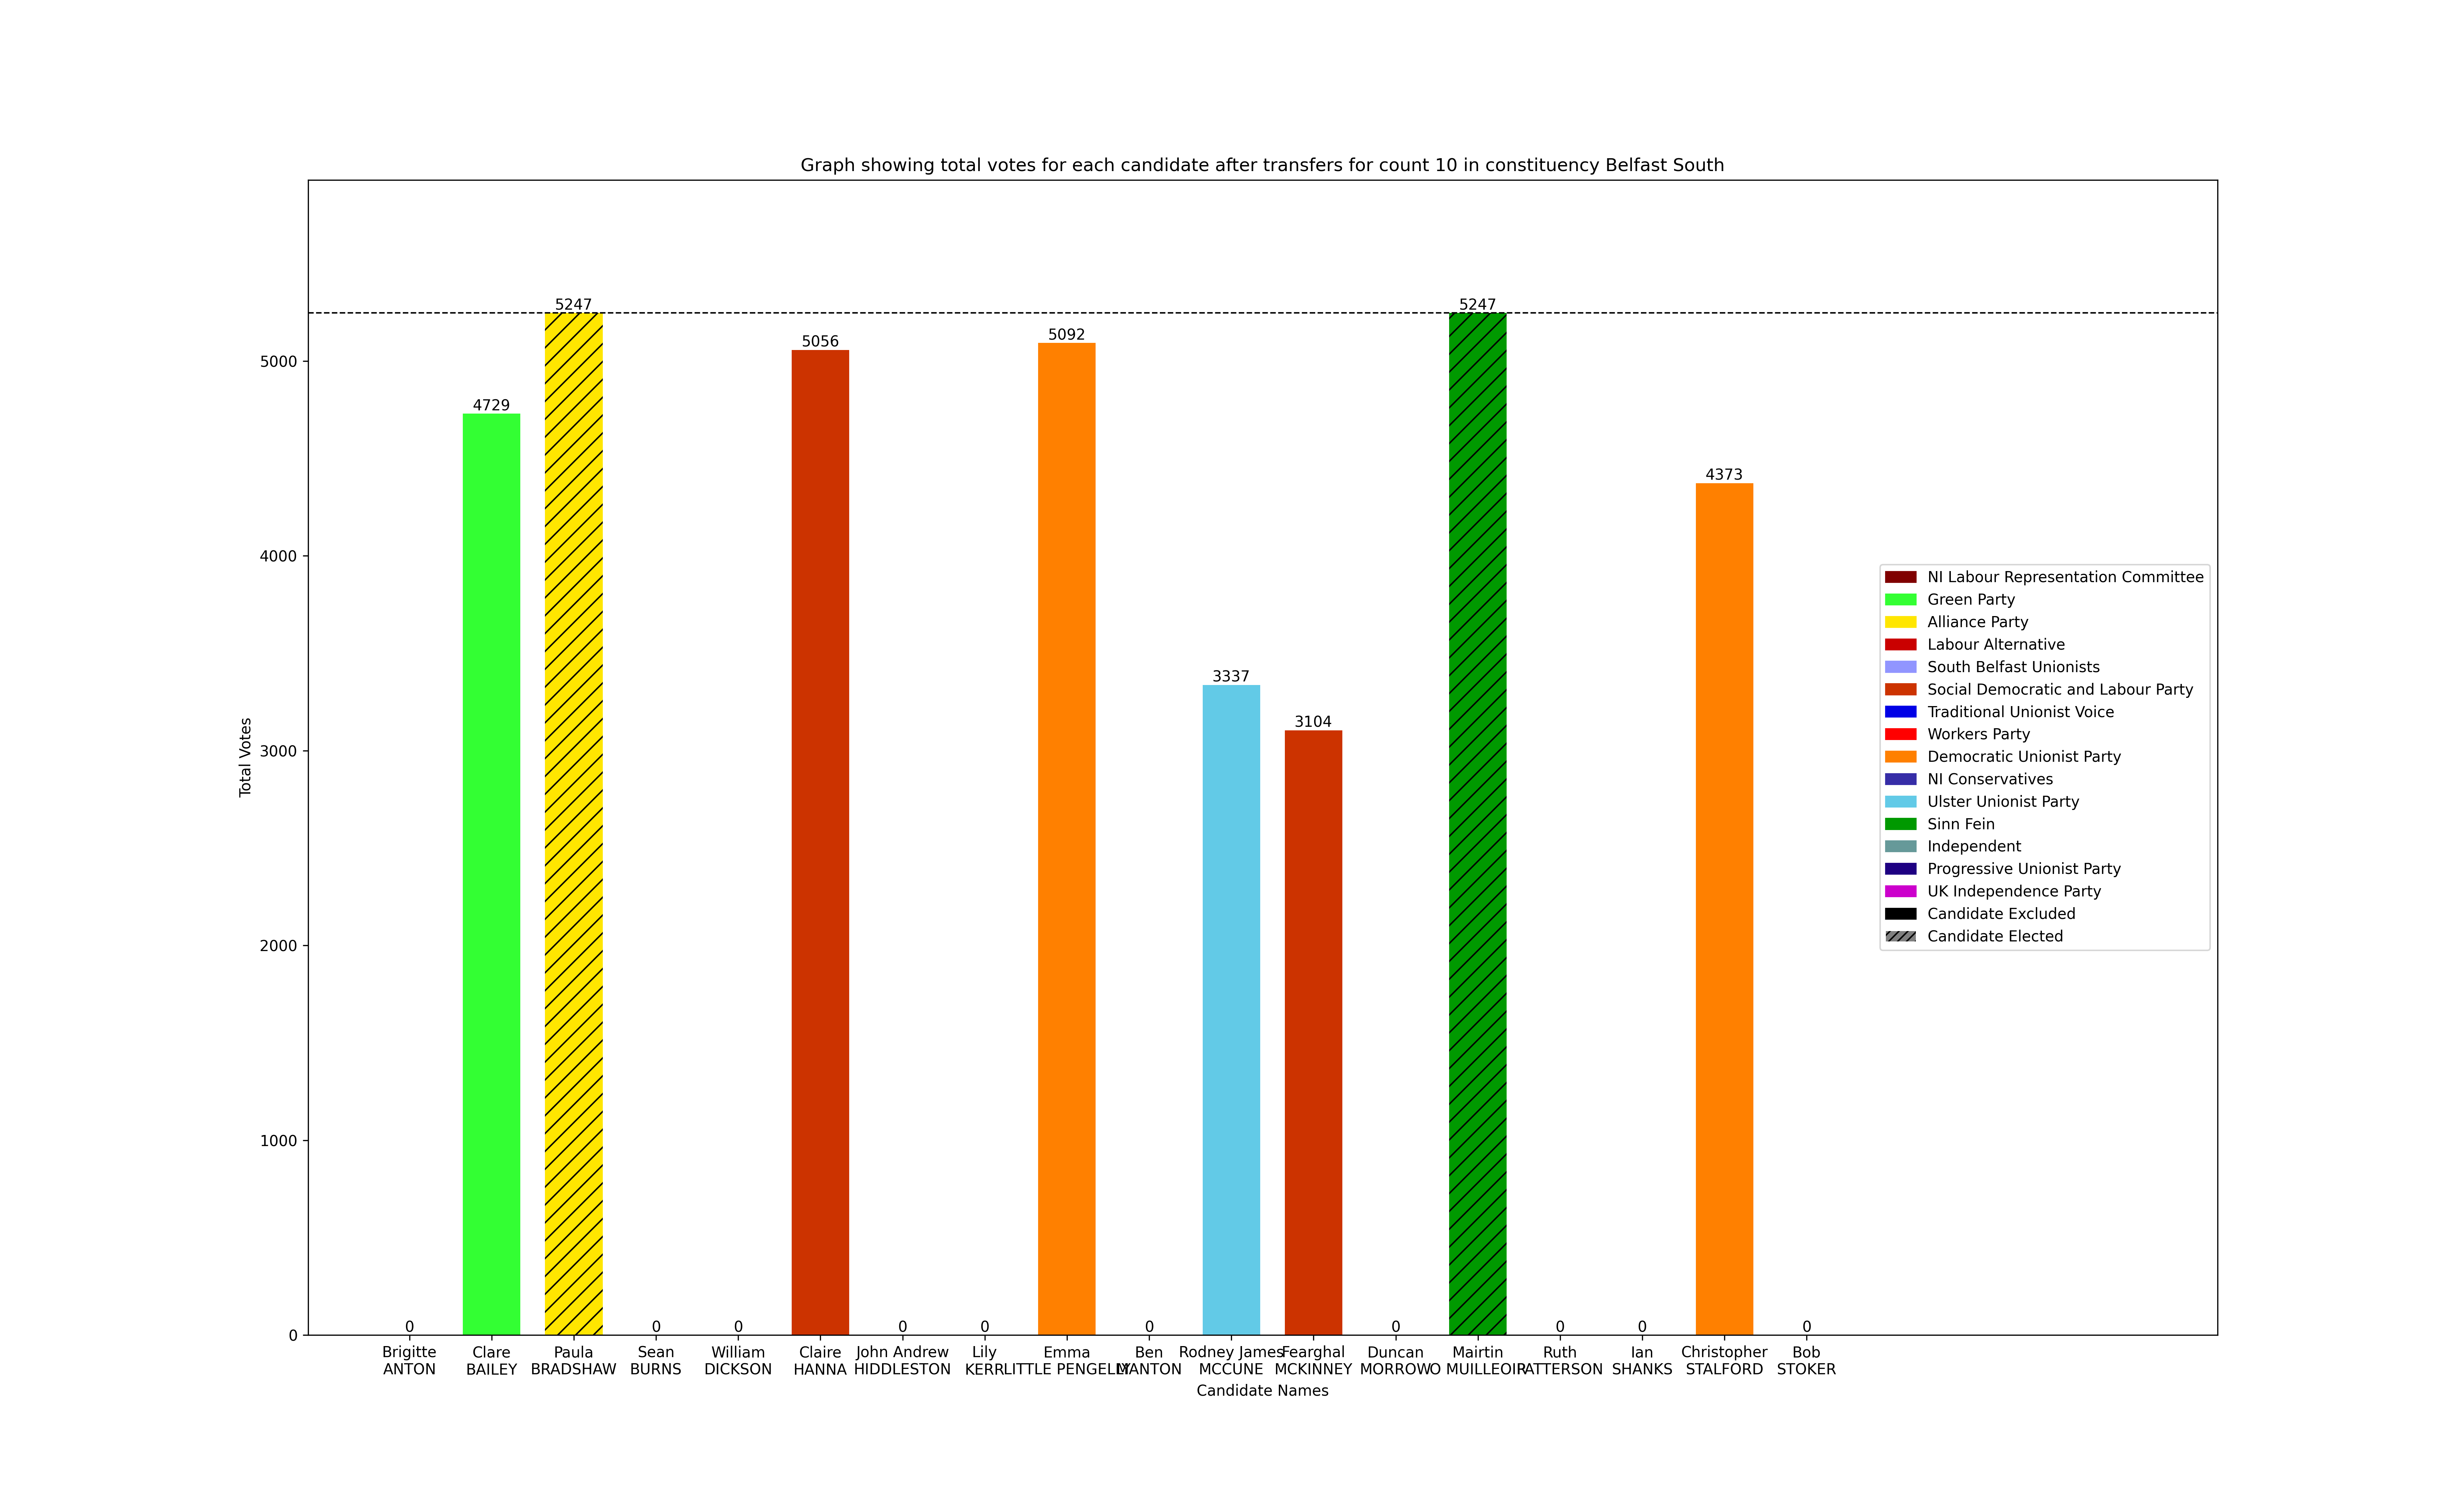 Graph showing total votes for each candidate after transfers for count 10 in constituency Belfast South
Total Votes
5000
4000
3000
2000
1000
0
0
4729
5247
0
0
5056
0
0
5092
0
3337
3104
0
5247
0
0
4373
0
NI Labour Representation Committee
Green Party
Alliance Party
Labour Alternative
South Belfast Unionists
Social Democratic and Labour Party
Traditional Unionist Voice
Workers Party
Democratic Unionist Party
NI Conservatives
Ulster Unionist Party
Sinn Fein
Independent
Progressive Unionist Party
UK Independence Party
Candidate Excluded
Candidate Elected
Brigitte
ANTON
Clare
BAILEY
Paula
BRADSHAW
Sean
BURNS
William
DICKSON
Claire
HANNA
John Andrew
HIDDLESTON
Lily
KERR
Emma
LITTLE PENGELLY
Ben
MANTON
Rodney James
MCCUNE
Fearghal
MCKINNEY
Duncan
MORROW
Mairtin
O MUILLEOIR
Ruth
PATTERSON
Ian
SHANKS
Christopher
STALFORD
Bob
STOKER
Candidate Names